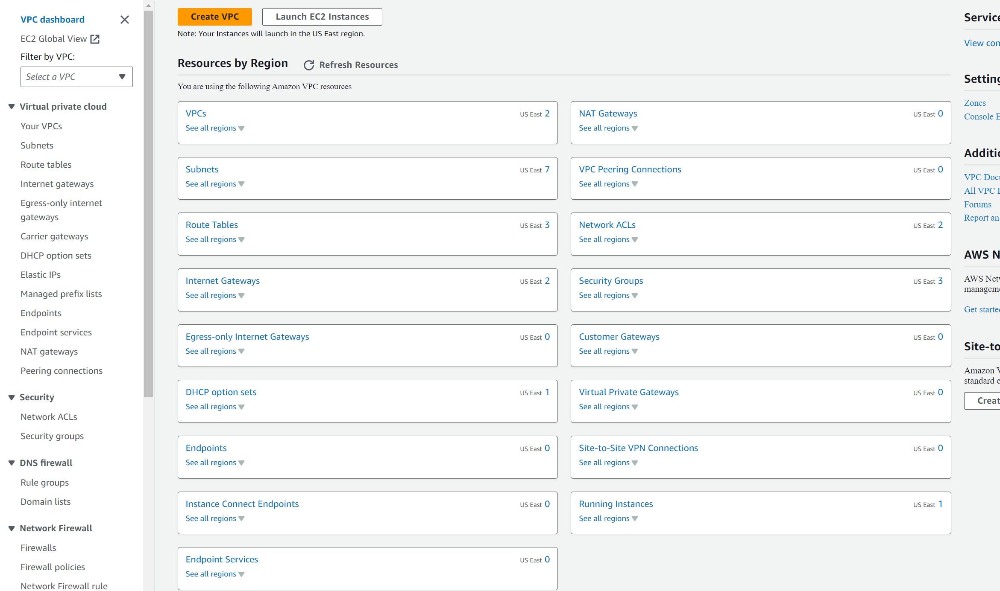 VPC dashboard
EC2 Global View
Filter by VPC:
Select a VPC
Virtual private cloud
Your VPCs
Subnets
Route tables
Internet gateways
Egress-only internet
gateways
Carrier gateways
DHCP option sets
Elastic IPs
Managed prefix lists
Endpoints
Endpoint services
NAT gateways
Peering connections
Security
Network ACLs
Security groups
DNS firewall
Rule groups
Domain lists
Network Firewall
Firewalls
Firewall policies
Network Firewall rule
Create VPC
Launch EC2 Instances
Note: Your Instances will launch in the US East region.
Resources by Region
Refresh Resources
You are using the following Amazon VPC resources
VPCs US East 2
See all regions
NAT Gateways US East 0
See all regions
Subnets US East 7
See all regions
VPC Peering Connections US East 0
See all regions
Route Tables US East 3
See all regions
Network ACLs US East 2
See all regions
Internet Gateways US East 2
See all regions
Security Groups US East 3
See all regions
Egress-only Internet Gateways US East 0
See all regions
Customer Gateways US East 0
See all regions
DHCP option sets US East 1
See all regions
Virtual Private Gateways US East 0
See all regions
Endpoints US East 0
See all regions
Site-to-Site VPN Connections US East 0
See all regions
Instance Connect Endpoints US East 0
See all regions
Running Instances US East 1
See all regions
Endpoint Services US East 0
See all regions
View
Zones
Console
VPC
All VPC
Forums
Report an
AWS
AWS
Get
Amazon
standard